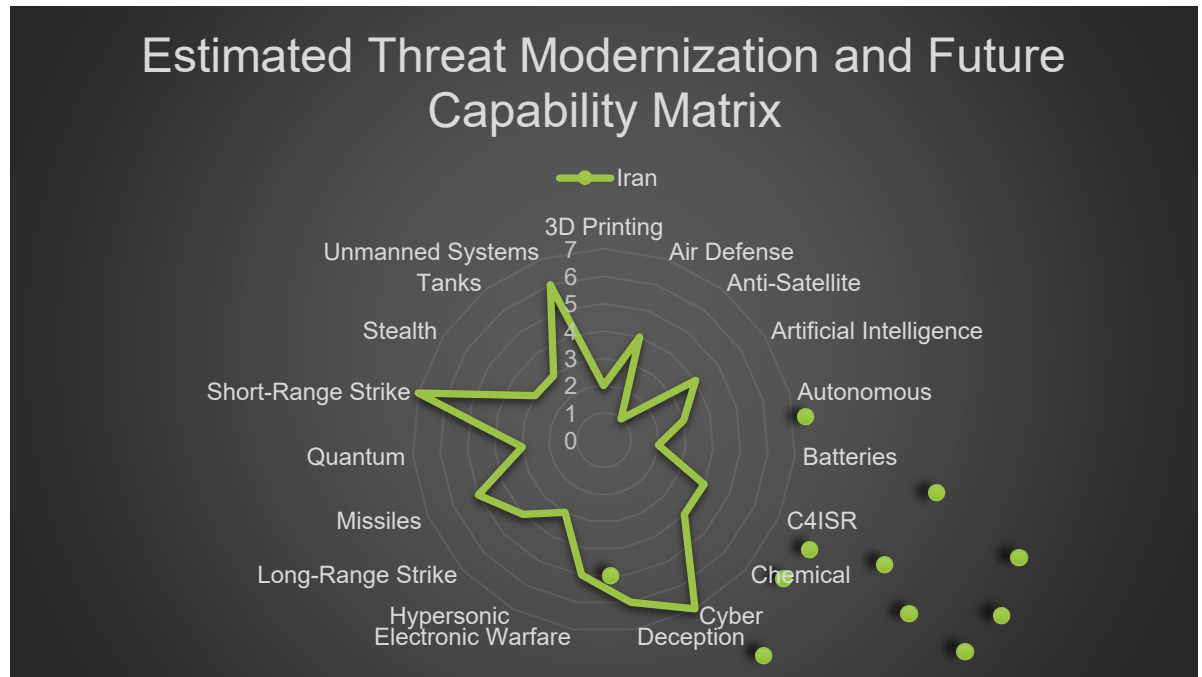 Estimated Threat Modernization and Future
Capability Matrix
Iran
3D Printing
Unmanned Systems
7
Air Defense
Tanks
6
Anti-Satellite
5
Stealth
4
Artificial Intelligence
3
Short-Range Strike
2
Autonomous
1
0
Quantum
Batteries
Missiles
C4ISR
Long-Range Strike
Chemical
Hypersonic
Cyber
Electronic Warfare
Deception